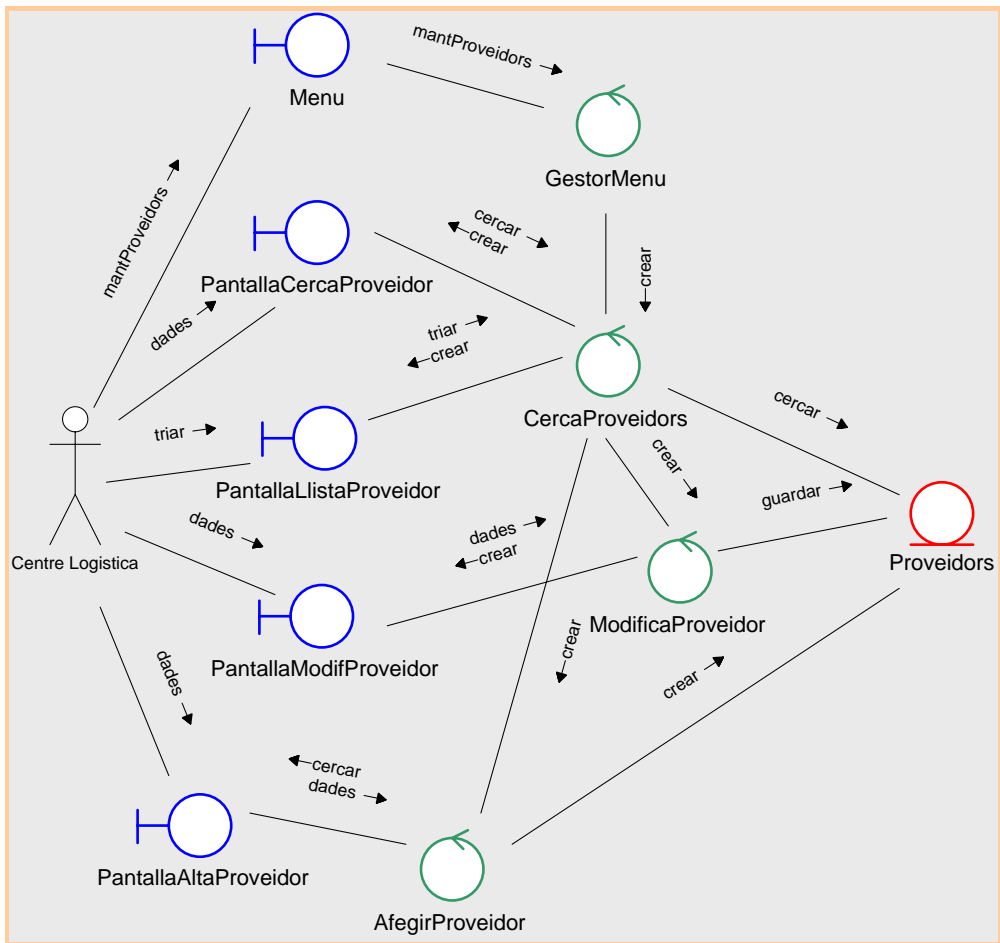 mantProveidors
Menu
GestorMenu
mantProveidors
cercar
crear
PantallaCercaProveidor
crear
dades
triar
crear
CercaProveidors
cercar
triar
PantallaLlistaProveidor
crear
guardar
dades
dades
crear
Centre Logistica
Proveidors
ModificaProveidor
PantallaModifProveidor
crear
crear
dades
cercar
dades
PantallaAltaProveidor
AfegirProveidor